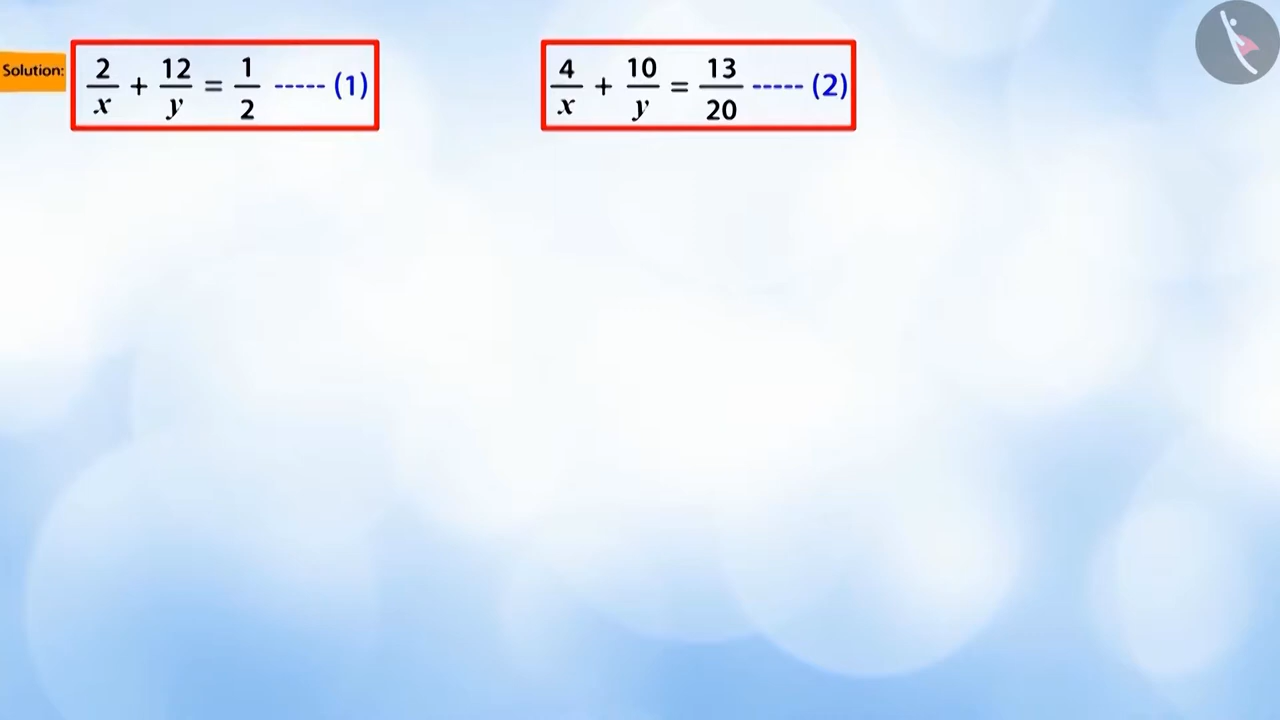 Solution: 2/x + 12/y = 1/2 ----- (1) 4/x + 10/y = 13/20 ----- (2)